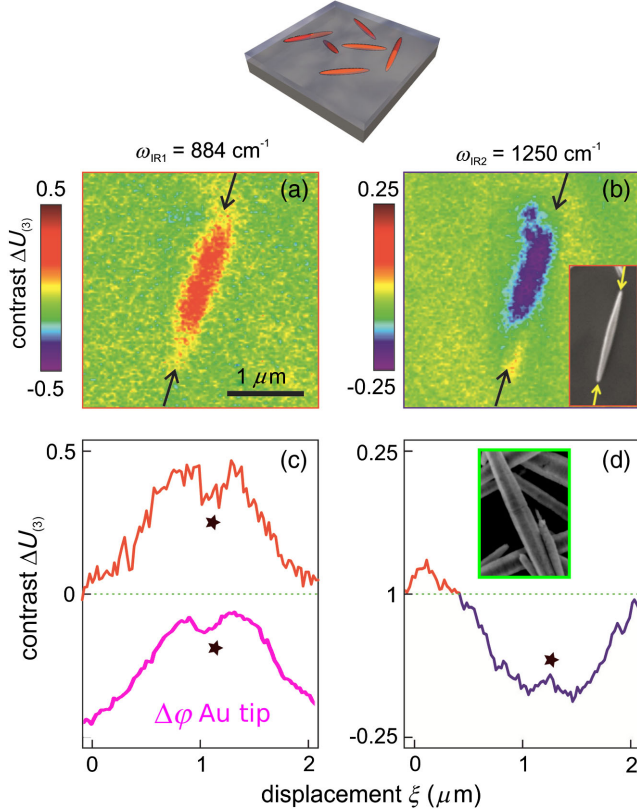 ω_IR1 = 884 cm⁻¹
ω_IR2 = 1250 cm⁻¹
0.5
(a)
0.25
(b)
contrast ΔU(3)
-0.5
1 μm
-0.25
0.5
(c)
0.25
(d)
contrast ΔU(3)
0
1
Δφ Au tip
-0.25
0
1
2
0
1
2
displacement ξ (μm)